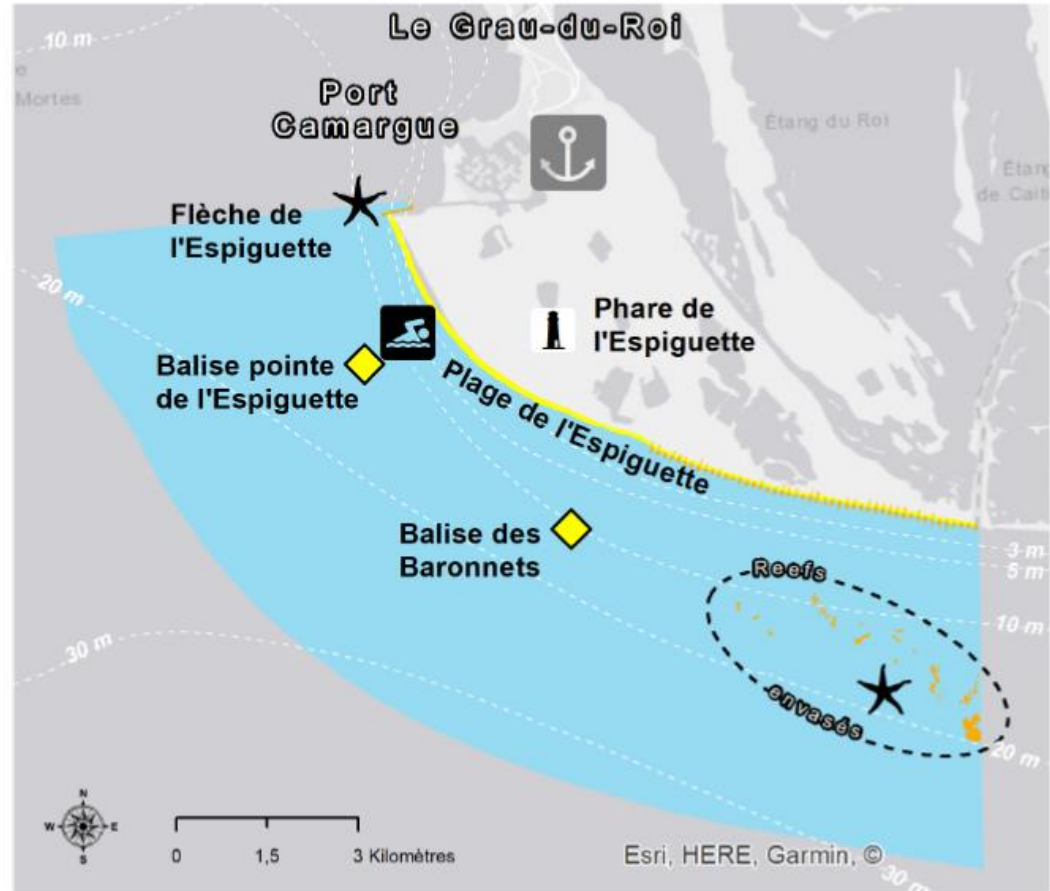 Le Grau-du-Roi
10 m
e
Mortes
Port
Camargue
Étang du Roi
Étang
de Cait
Flèche de
l'Espiguette
20 m
Phare de
l'Espiguette
Balise pointe
de l'Espiguette
Plage de l'Espiguette
Balise des
Baronnets
3 m
5 m
Reefs
10 m
30 m
envasés
20 m
N
W E
S
0 1,5 3 Kilomètres
Esri, HERE, Garmin, ©
30 m